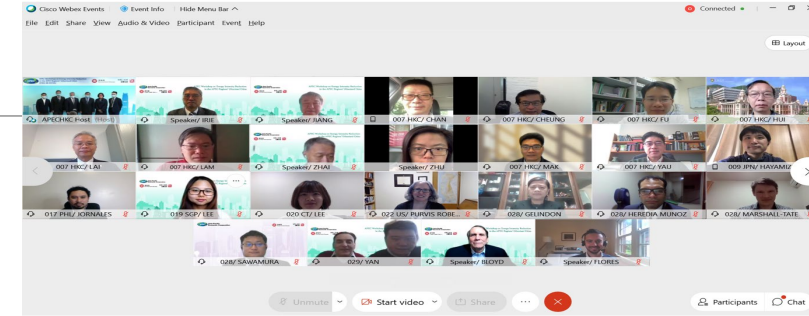 Cisco Webex Events Event Info Hide Menu Bar ^ Connected
File Edit Share View Audio & Video Participant Event Help
Layout
APECHKC Host (Host) Speaker/ IRIE Speaker/ JIANG 007 HKC/ CHAN 007 HKC/ CHEUNG 007 HKC/ FU 007 HKC/ HUI
007 HKC/ LAI 007 HKC/ LAM Speaker/ ZHAI Speaker/ZHU 007 HKC/ MAK 007 HKC/ YAU 009 JPN/ HAYAMIZ
017 PHL/ JORNALES 019 SGP/ LEE 020 CT/ LEE 022 US/ PURVIS ROBE... 028/ GELINDON 028/ HEREDIA MUNOZ 028/ MARSHALL-TATE
028/ SAWAMURA 029/ YAN Speaker/ BLOYD Speaker/ FLORES
Unmute Start video Share ... Participants Chat